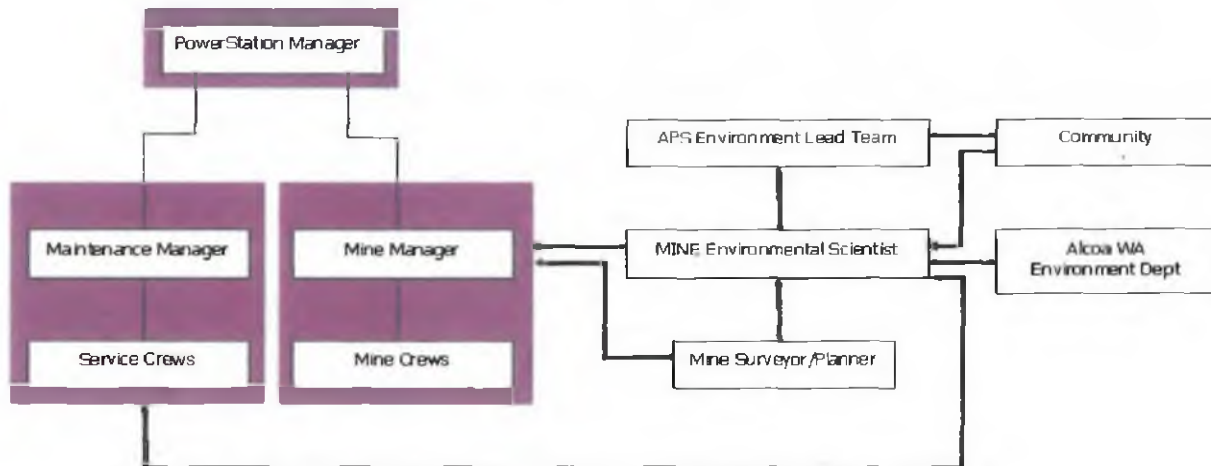 PowerStation Manager
APS Environment Lead Team
Community
Maintenance Manager
Mine Manager
MINE Environmental Scientist
Alcoa WA
Environment Dept
Service Crews
Mine Crews
Mine Surveyor/Planner